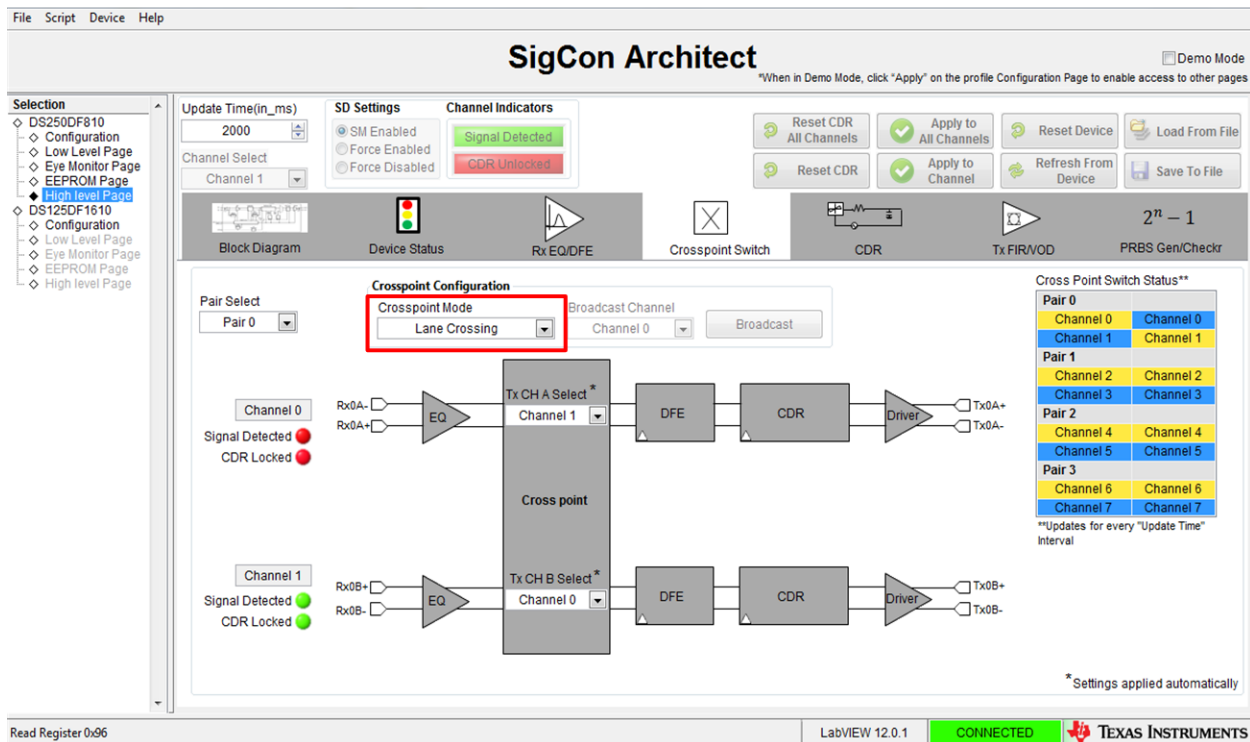 File Script Device Help
SigCon Architect
Demo Mode
*When in Demo Mode, click "Apply" on the profile Configuration Page to enable access to other pages
Selection
DS250DF810
Configuration
Low Level Page
Eye Monitor Page
EEPROM Page
High level Page
DS125DF1610
Configuration
Low Level Page
Eye Monitor Page
EEPROM Page
High level Page
Update Time(in_ms)
2000
Channel Select
Channel 1
SD Settings
SM Enabled
Force Enabled
Force Disabled
Channel Indicators
Signal Detected
CDR Unlocked
Reset CDR
All Channels
Apply to
All Channels
Reset Device
Load From File
Reset CDR
Apply to
Channel
Refresh From
Device
Save To File
Block Diagram
Device Status
Rx EQ/DFE
Crosspoint Switch
CDR
Tx FIR/VOD
2ⁿ − 1
PRBS Gen/Checkr
Pair Select
Pair 0
Crosspoint Configuration
Crosspoint Mode
Lane Crossing
Broadcast Channel
Channel 0
Broadcast
Cross Point Switch Status**
Pair 0
Channel 0 Channel 0
Channel 1 Channel 1
Pair 1
Channel 2 Channel 2
Channel 3 Channel 3
Pair 2
Channel 4 Channel 4
Channel 5 Channel 5
Pair 3
Channel 6 Channel 6
Channel 7 Channel 7
**Updates for every "Update Time"
Interval
Channel 0
Signal Detected
CDR Locked
Rx0A-
Rx0A+
EQ
Tx CH A Select *
Channel 1
DFE
CDR
Driver
Tx0A+
Tx0A-
Cross point
Channel 1
Signal Detected
CDR Locked
Rx0B+
Rx0B-
EQ
Tx CH B Select *
Channel 0
DFE
CDR
Driver
Tx0B+
Tx0B-
*Settings applied automatically
Read Register 0x96
LabVIEW 12.0.1
CONNECTED
TEXAS INSTRUMENTS